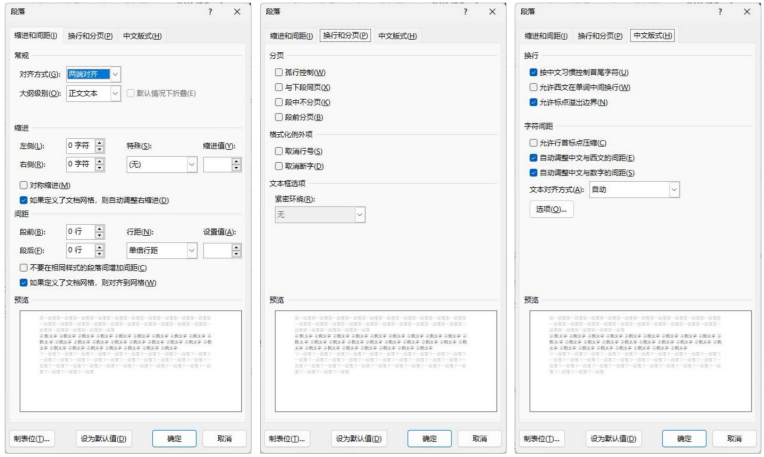 段落
? ×
缩进和间距(I) 换行和分页(P) 中文版式(H)
常规
对齐方式(G): 两端对齐
大纲级别(O): 正文文本 默认情况下折叠(E)
缩进
左侧(L): 0 字符 特殊(S): 缩进值(Y):
右侧(R): 0 字符 (无)
对称缩进(M)
如果定义了文档网格，则自动调整右缩进(D)
间距
段前(B): 0 行 行距(N): 设置值(A):
段后(F): 0 行 单倍行距
不要在相同样式的段落间增加间距(C)
如果定义了文档网格，则对齐到网格(W)
预览
制表位(T)... 设为默认值(D) 确定 取消
段落
? ×
缩进和间距(I) 换行和分页(P) 中文版式(H)
分页
孤行控制(W)
与下段同页(X)
段中不分页(K)
段前分页(B)
格式化例外项
取消行号(S)
取消断字(D)
文本框选项
紧密环绕(R):
无
预览
制表位(T)... 设为默认值(D) 确定 取消
段落
? ×
缩进和间距(I) 换行和分页(P) 中文版式(H)
换行
按中文习惯控制首尾字符(U)
允许西文在单词中间换行(W)
允许标点溢出边界(N)
字符间距
允许行首标点压缩(C)
自动调整中文与西文的间距(E)
自动调整中文与数字的间距(S)
文本对齐方式(A): 自动
选项(O)...
预览
制表位(T)... 设为默认值(D) 确定 取消